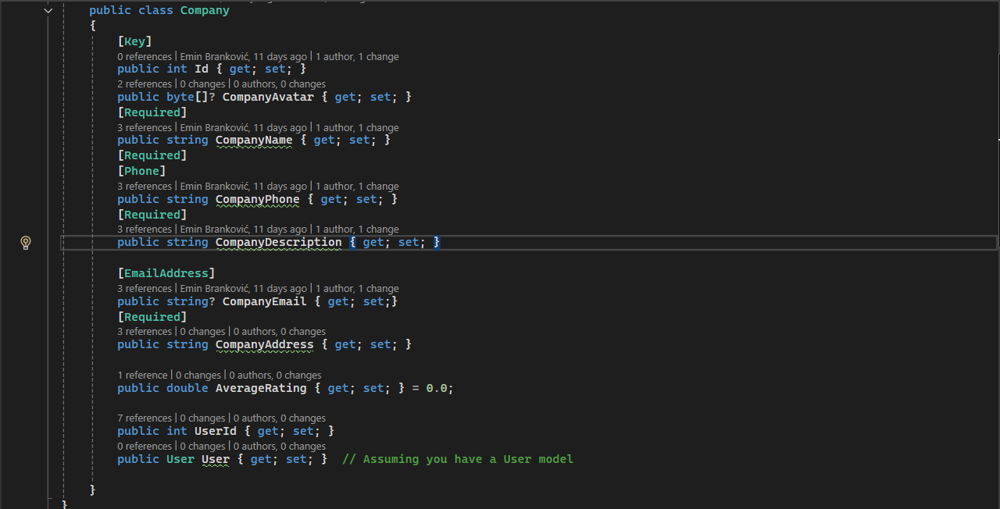 public class Company
{
[Key]
0 references | Emin Branković, 11 days ago | 1 author, 1 change
public int Id { get; set; }
2 references | 0 changes | 0 authors, 0 changes
public byte[]? CompanyAvatar { get; set; }
[Required]
3 references | Emin Branković, 11 days ago | 1 author, 1 change
public string CompanyName { get; set; }
[Required]
[Phone]
3 references | Emin Branković, 11 days ago | 1 author, 1 change
public string CompanyPhone { get; set; }
[Required]
3 references | Emin Branković, 11 days ago | 1 author, 1 change
public string CompanyDescription { get; set; }
[EmailAddress]
3 references | Emin Branković, 11 days ago | 1 author, 1 change
public string? CompanyEmail { get; set;}
[Required]
3 references | 0 changes | 0 authors, 0 changes
public string CompanyAddress { get; set; }
1 reference | 0 changes | 0 authors, 0 changes
public double AverageRating { get; set; } = 0.0;
7 references | 0 changes | 0 authors, 0 changes
public int UserId { get; set; }
0 references | 0 changes | 0 authors, 0 changes
public User User { get; set; }  // Assuming you have a User model
}
}